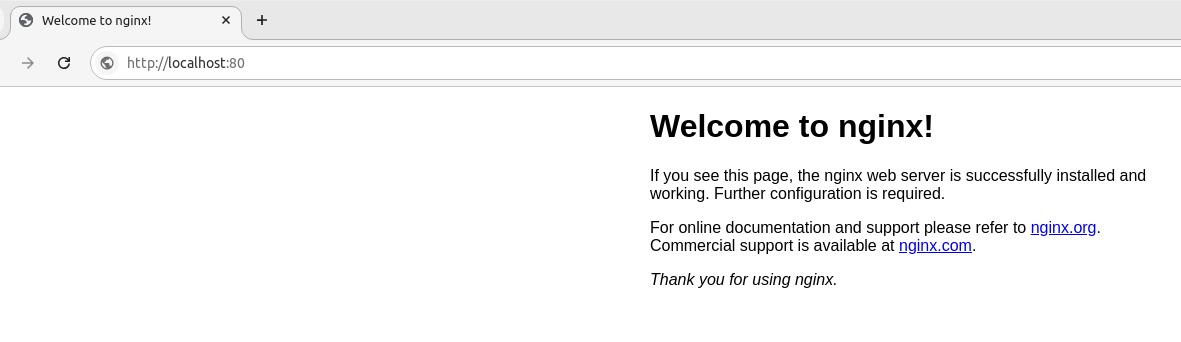 Welcome to nginx!
http://localhost:80
Welcome to nginx!
If you see this page, the nginx web server is successfully installed and
working. Further configuration is required.
For online documentation and support please refer to nginx.org.
Commercial support is available at nginx.com.
Thank you for using nginx.